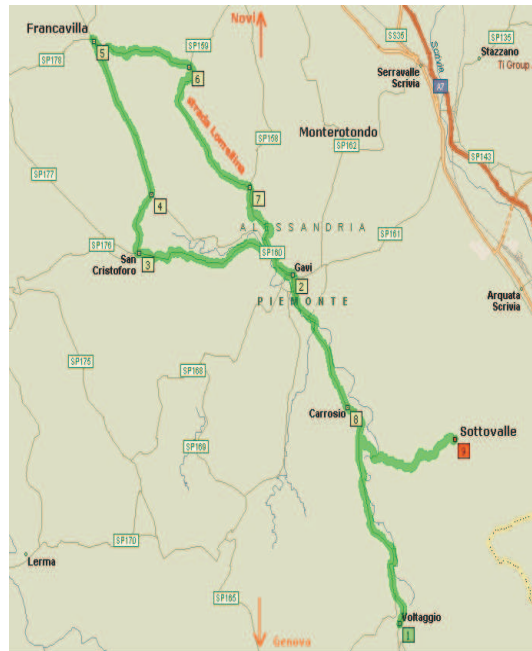 Novi
SS35
SP135
Francavilla
5
SP169
Stazzano
Ti Group
SP178
6
Serravalle
Scrivia
Scrivia
A7
strada Lomellina
Monterotondo
SP168
SP162
SP143
SP177
7
4
ALESSANDRIA
SP161
SP176
San
Cristoforo
3
SP160
Gavi
2
PIEMONTE
Arquata
Scrivia
SP175
SP168
Carrosio
8
Sottovalle
9
SP169
SP170
Lerma
SP165
Voltaggio
1
Genova